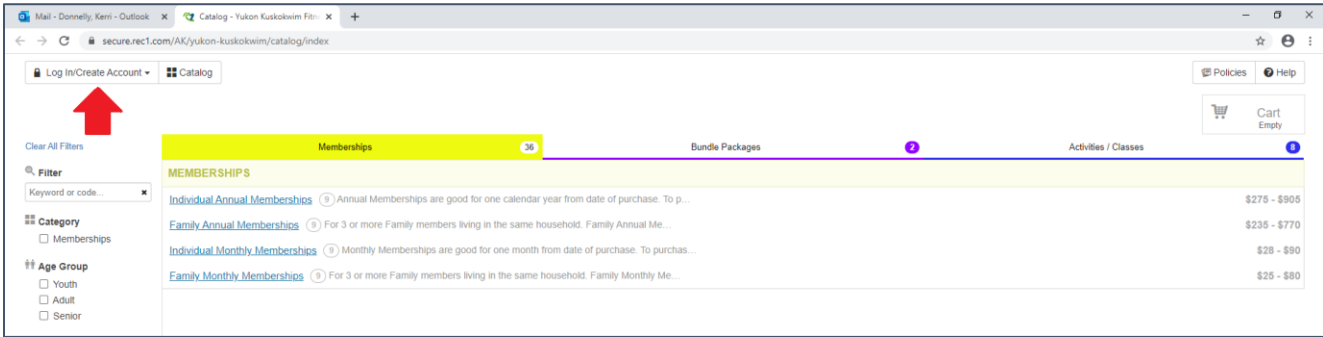 Mail - Donnelly, Kerri - Outlook
Catalog - Yukon Kuskokwim Fitn
secure.rec1.com/AK/yukon-kuskokwim/catalog/index
Log In/Create Account
Catalog
Policies
Help
Cart
Empty
Clear All Filters
Memberships 36
Bundle Packages 2
Activities / Classes 8
Filter
Keyword or code...
Category
Memberships
Age Group
Youth
Adult
Senior
MEMBERSHIPS
Individual Annual Memberships 9 Annual Memberships are good for one calendar year from date of purchase. To p... $275 - $905
Family Annual Memberships 9 For 3 or more Family members living in the same household. Family Annual Me... $235 - $770
Individual Monthly Memberships 9 Monthly Memberships are good for one month from date of purchase. To purchas... $28 - $90
Family Monthly Memberships 9 For 3 or more Family members living in the same household. Family Monthly Me... $25 - $80